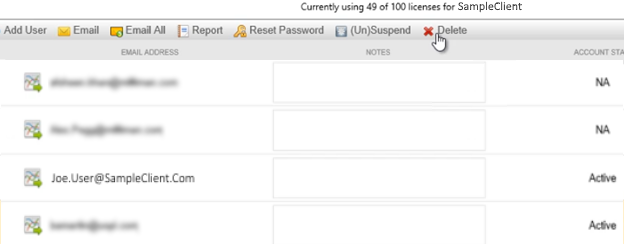 Currently using 49 of 100 licenses for SampleClient
Add User Email Email All Report Reset Password (Un)Suspend Delete
EMAIL ADDRESS NOTES ACCOUNT STA
NA
NA
Joe.User@SampleClient.Com Active
Active